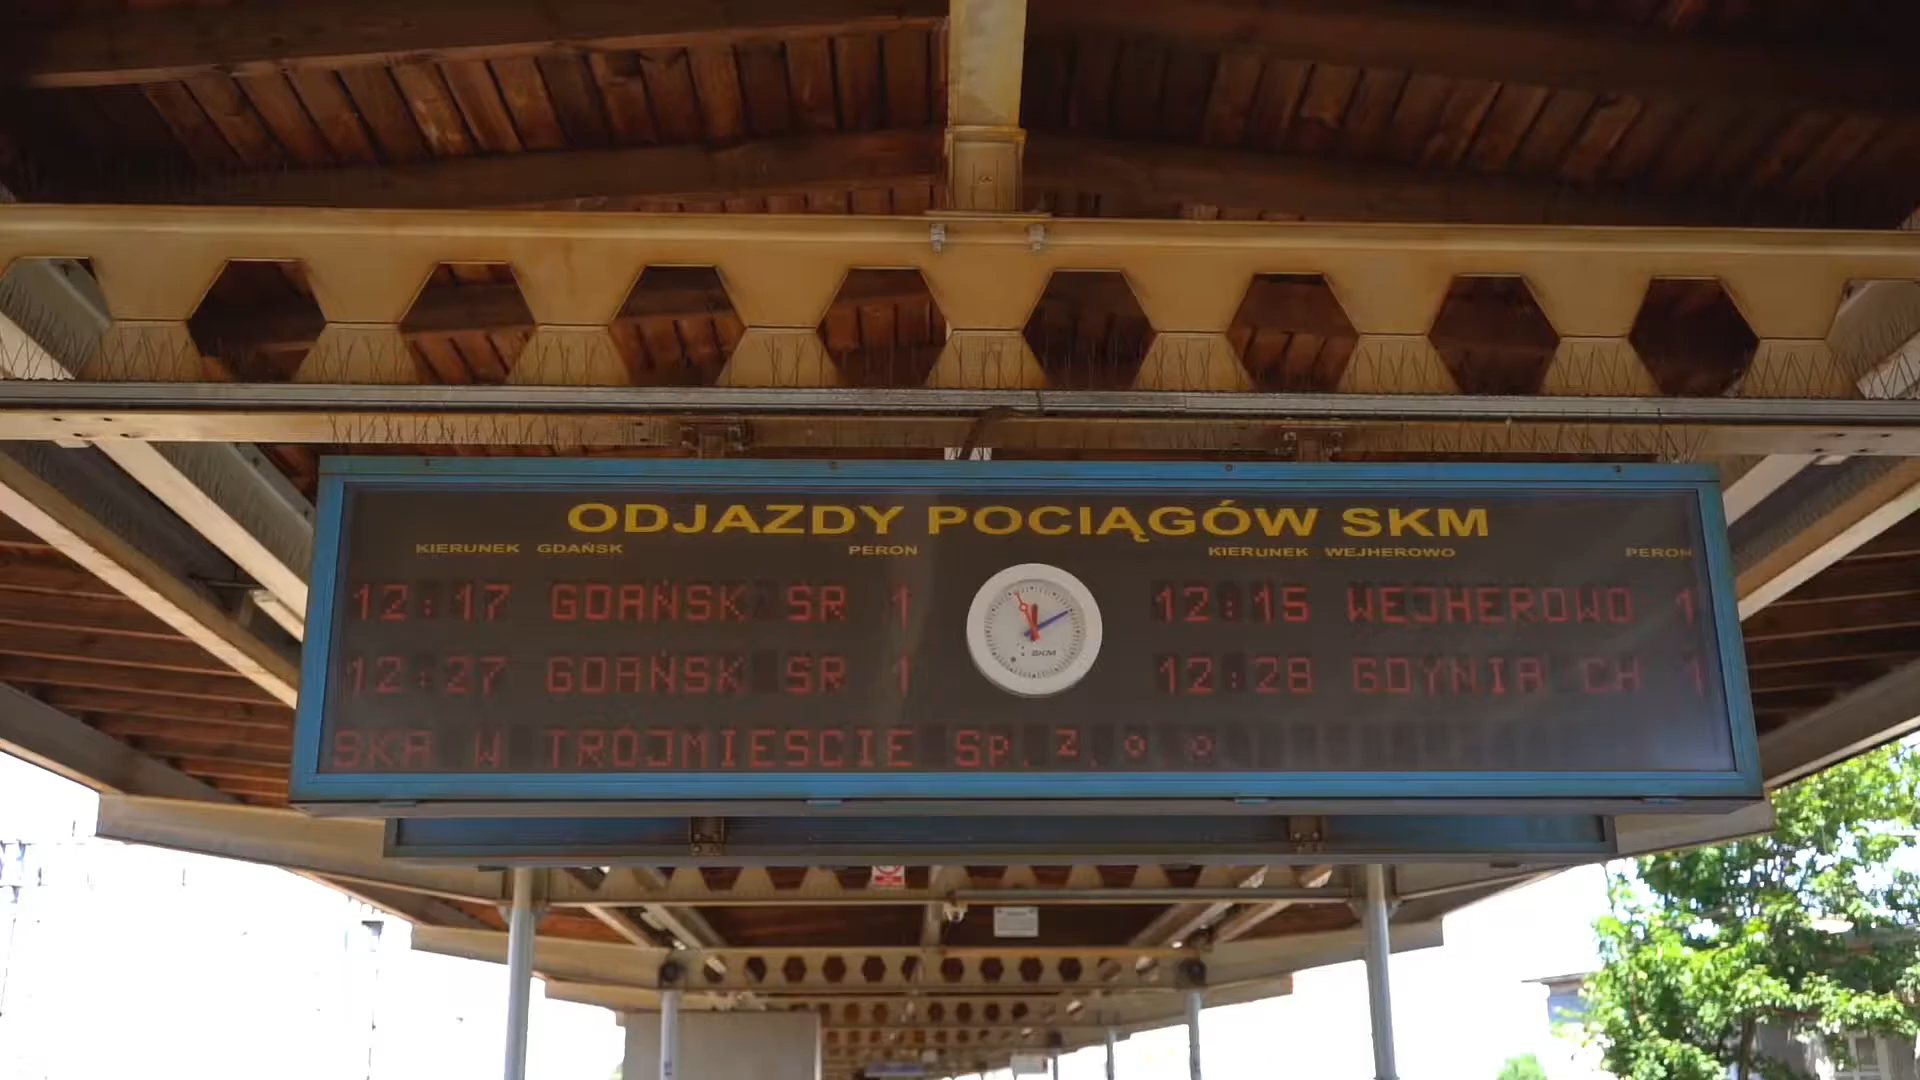 ODJAZDY POCIĄGÓW SKM
KIERUNEK GDAŃSK PERON
12:17 GDAŃSK ŚR 1
12:27 GDAŃSK ŚR 1
SKM
KIERUNEK WEJHEROWO PERON
12:15 WEJHEROWO 1
12:28 GDYNIA CH 1
SKA W TRÓJMIEŚCIE Sp. z. o o